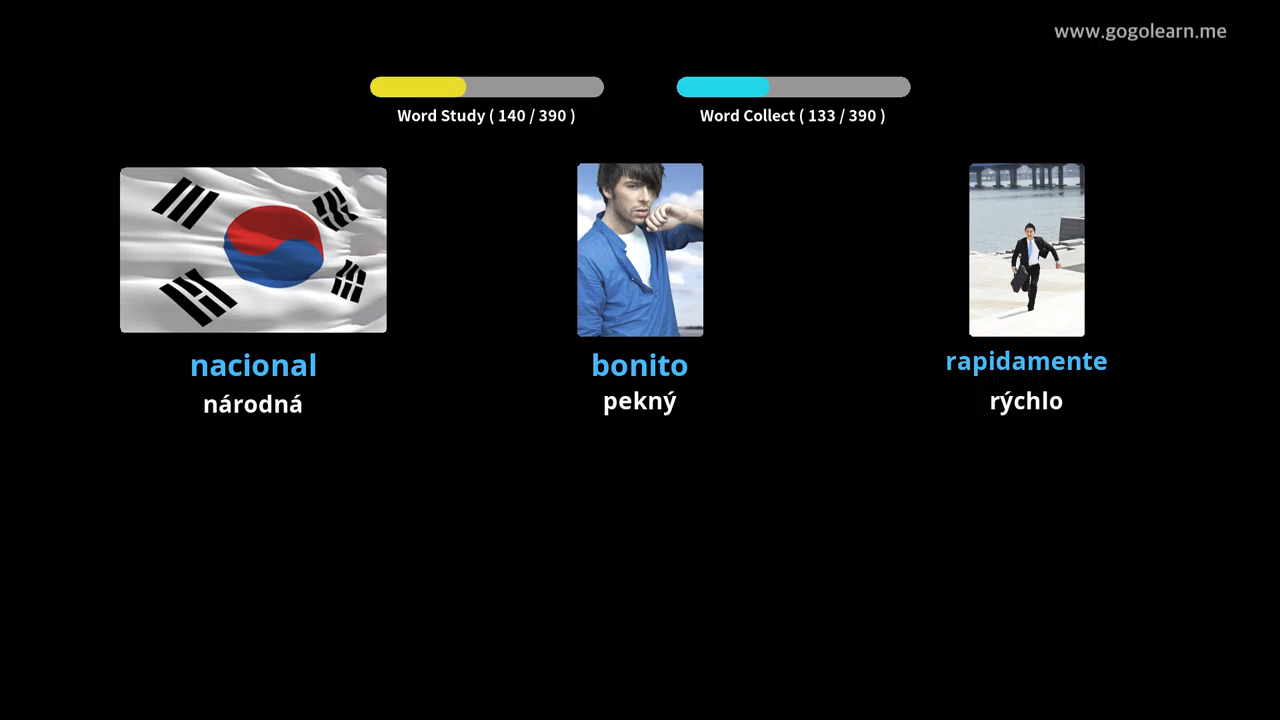 www.gogolearn.me
Word Study ( 140 / 390 )
Word Collect ( 133 / 390 )
nacional
národná
bonito
pekný
rapidamente
rýchlo